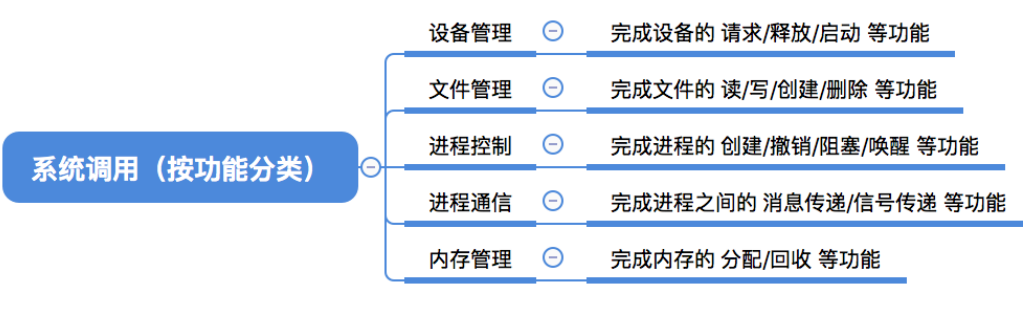 设备管理 完成设备的 请求/释放/启动 等功能
文件管理 完成文件的 读/写/创建/删除 等功能
系统调用（按功能分类） 进程控制 完成进程的 创建/撤销/阻塞/唤醒 等功能
进程通信 完成进程之间的 消息传递/信号传递 等功能
内存管理 完成内存的 分配/回收 等功能